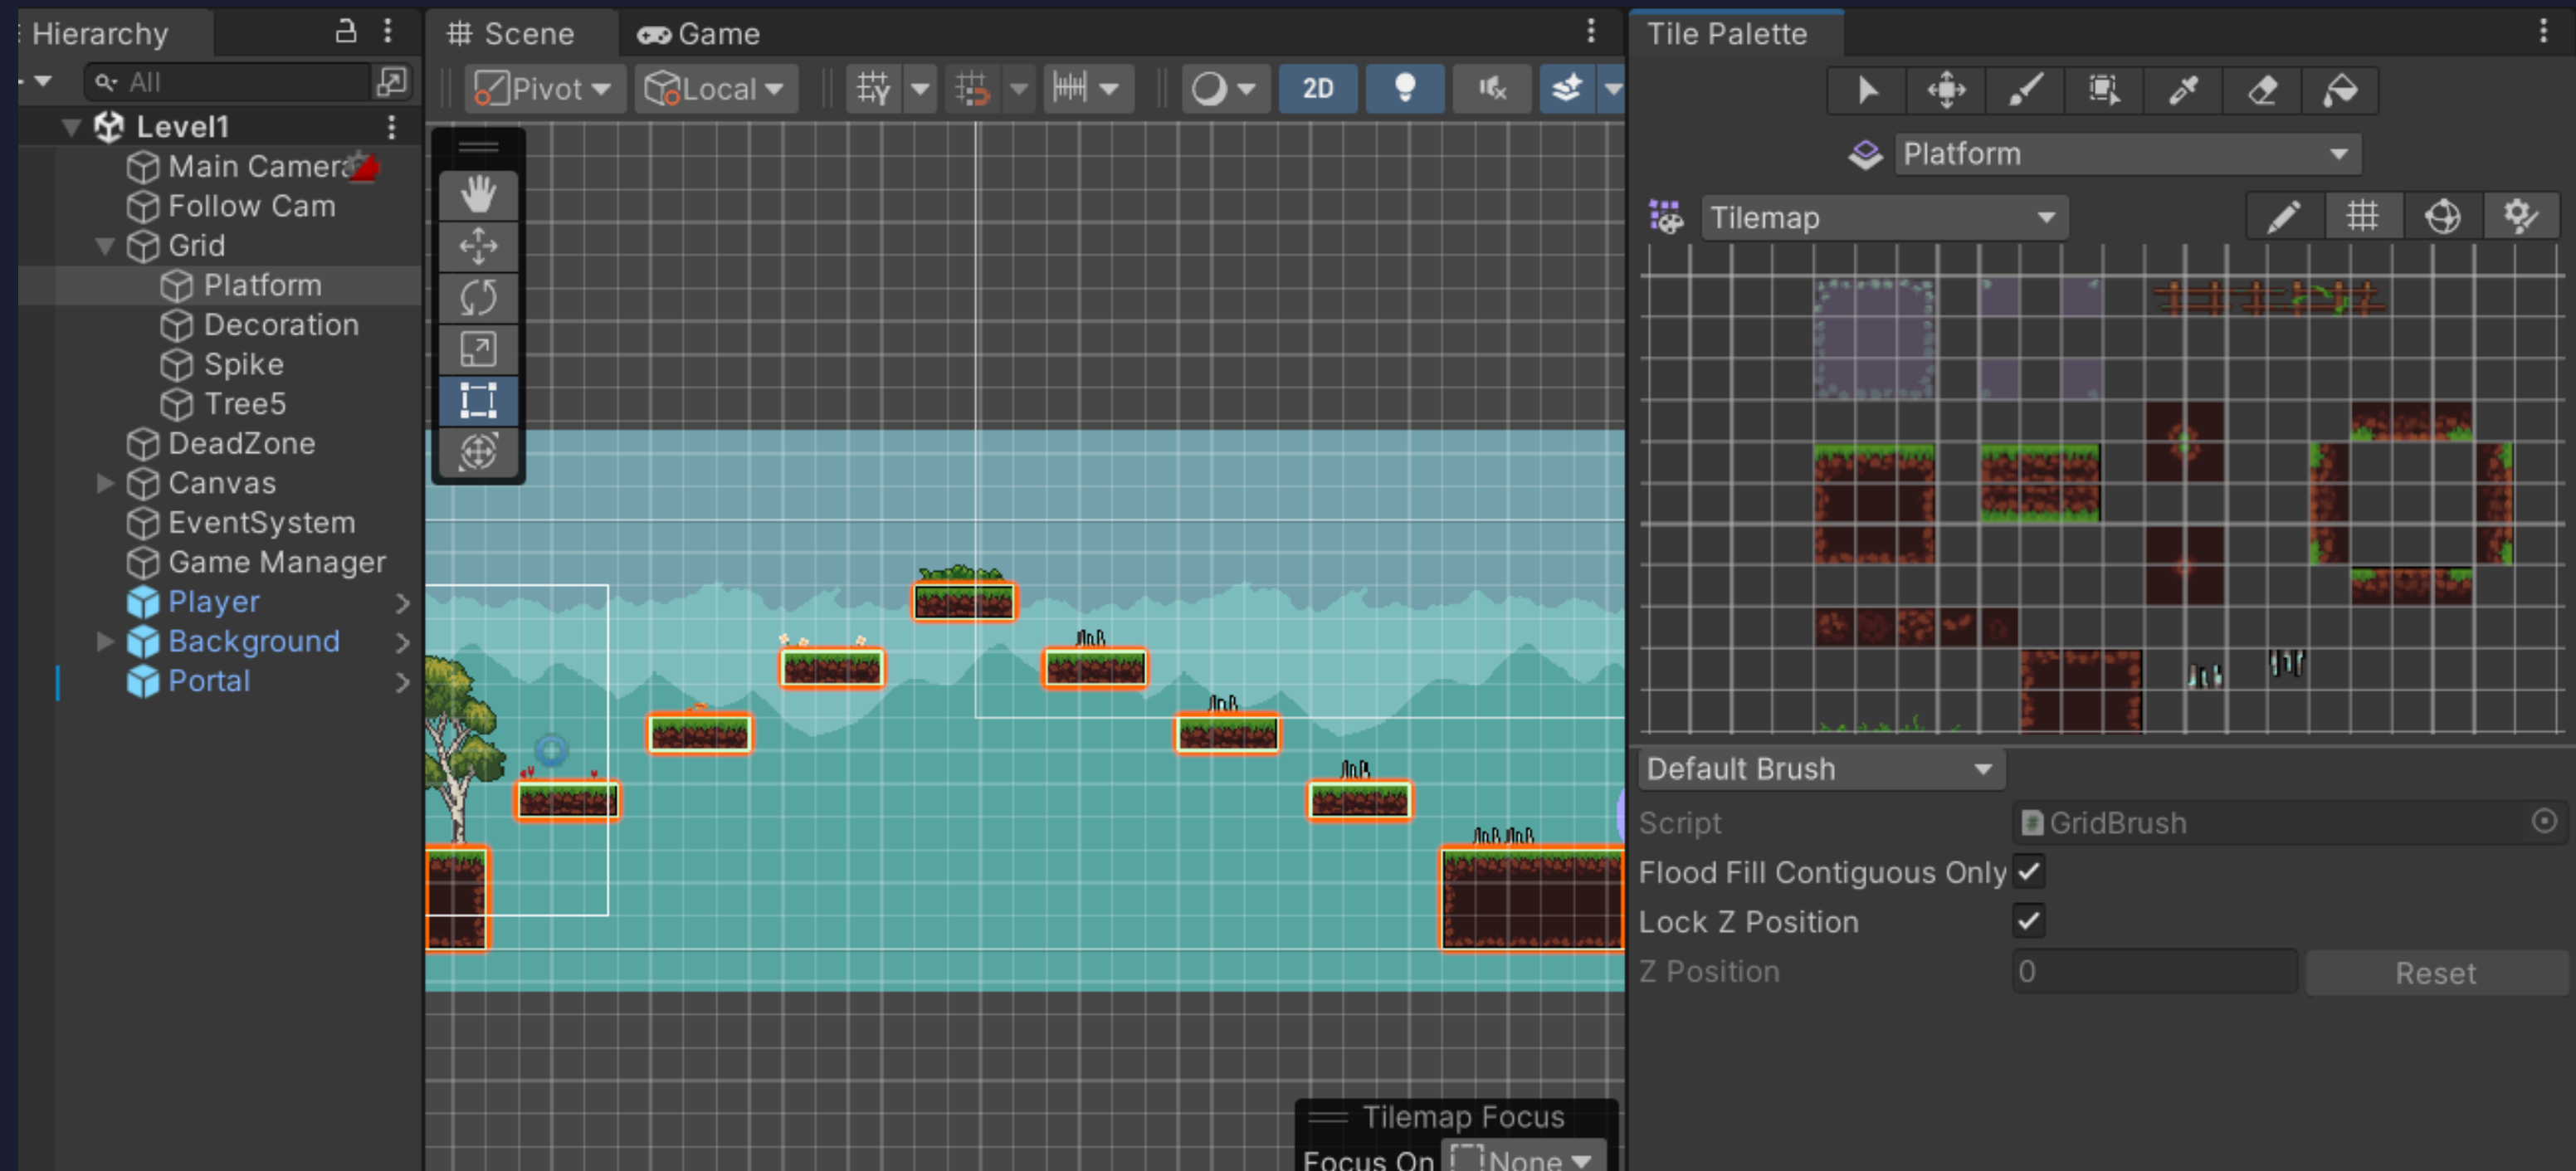 Hierarchy
All
Level1
Main Camera
Follow Cam
Grid
Platform
Decoration
Spike
Tree5
DeadZone
Canvas
EventSystem
Game Manager
Player
Background
Portal
Scene
Game
Pivot
Local
2D
Tilemap Focus
Focus On None
Tile Palette
Platform
Tilemap
Default Brush
Script GridBrush
Flood Fill Contiguous Only
Lock Z Position
Z Position 0 Reset